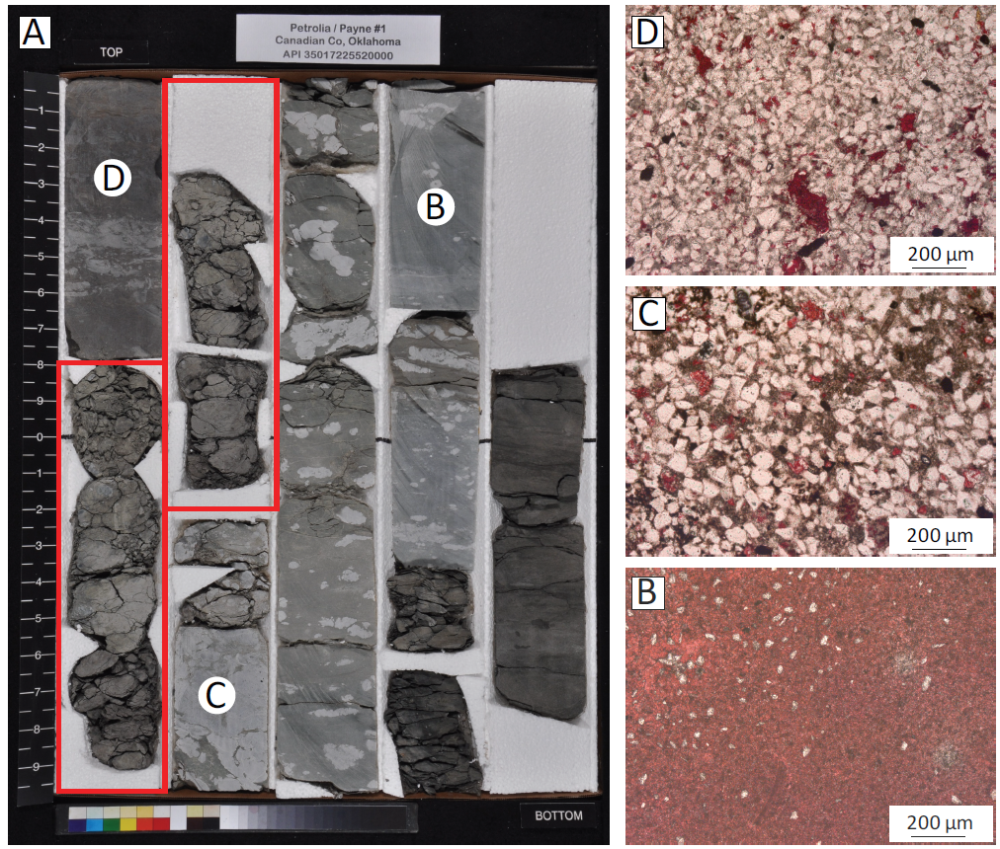 A
TOP
Petrolia / Payne #1
Canadian Co, Oklahoma
API 35017225520000
1
2
3
4
5
6
7
8
9
0
1
2
3
4
5
6
7
8
9
D
B
C
BOTTOM
D
200 µm
C
200 µm
B
200 µm